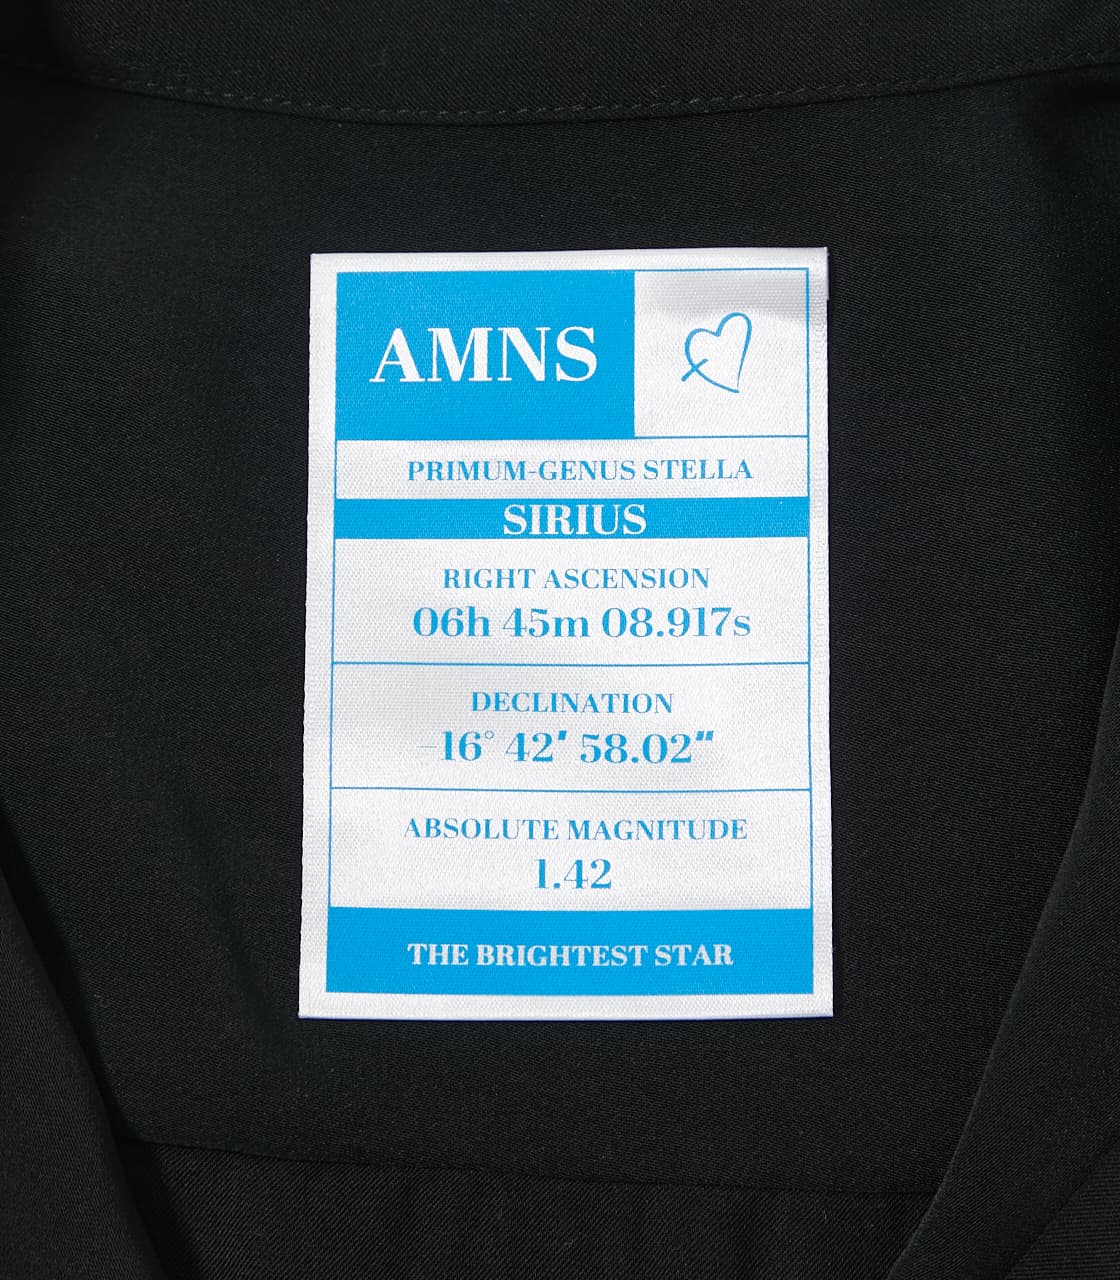 AMNS
PRIMUM-GENUS STELLA
SIRIUS
RIGHT ASCENSION
06h 45m 08.917s
DECLINATION
–16° 42′ 58.02″
ABSOLUTE MAGNITUDE
1.42
THE BRIGHTEST STAR